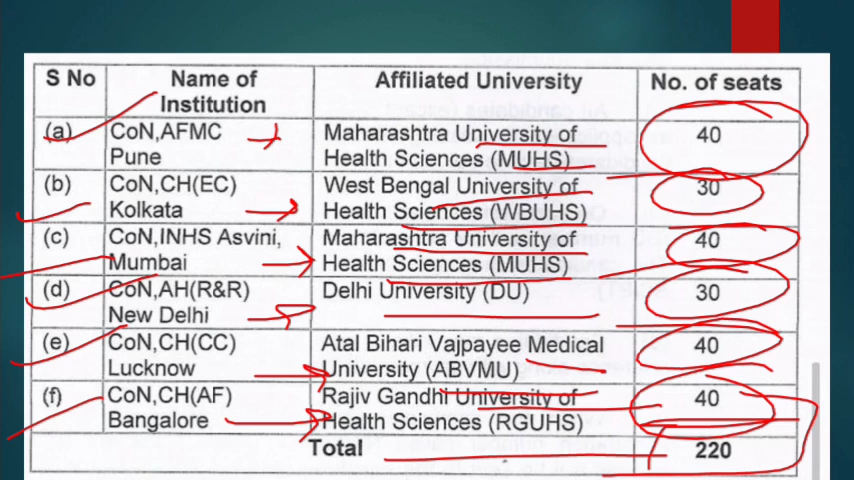 S No Name of Institution Affiliated University No. of seats
(a) CoN,AFMC Maharashtra University of 40
Pune Health Sciences (MUHS)
(b) CoN,CH(EC) West Bengal University of 30
Kolkata Health Sciences (WBUHS)
(c) CoN,INHS Asvini, Maharashtra University of 40
Mumbai Health Sciences (MUHS)
(d) CoN,AH(R&R) Delhi University (DU) 30
New Delhi
(e) CoN,CH(CC) Atal Bihari Vajpayee Medical 40
Lucknow University (ABVMU)
(f) CoN,CH(AF) Rajiv Gandhi University of 40
Bangalore Health Sciences (RGUHS)
Total 220